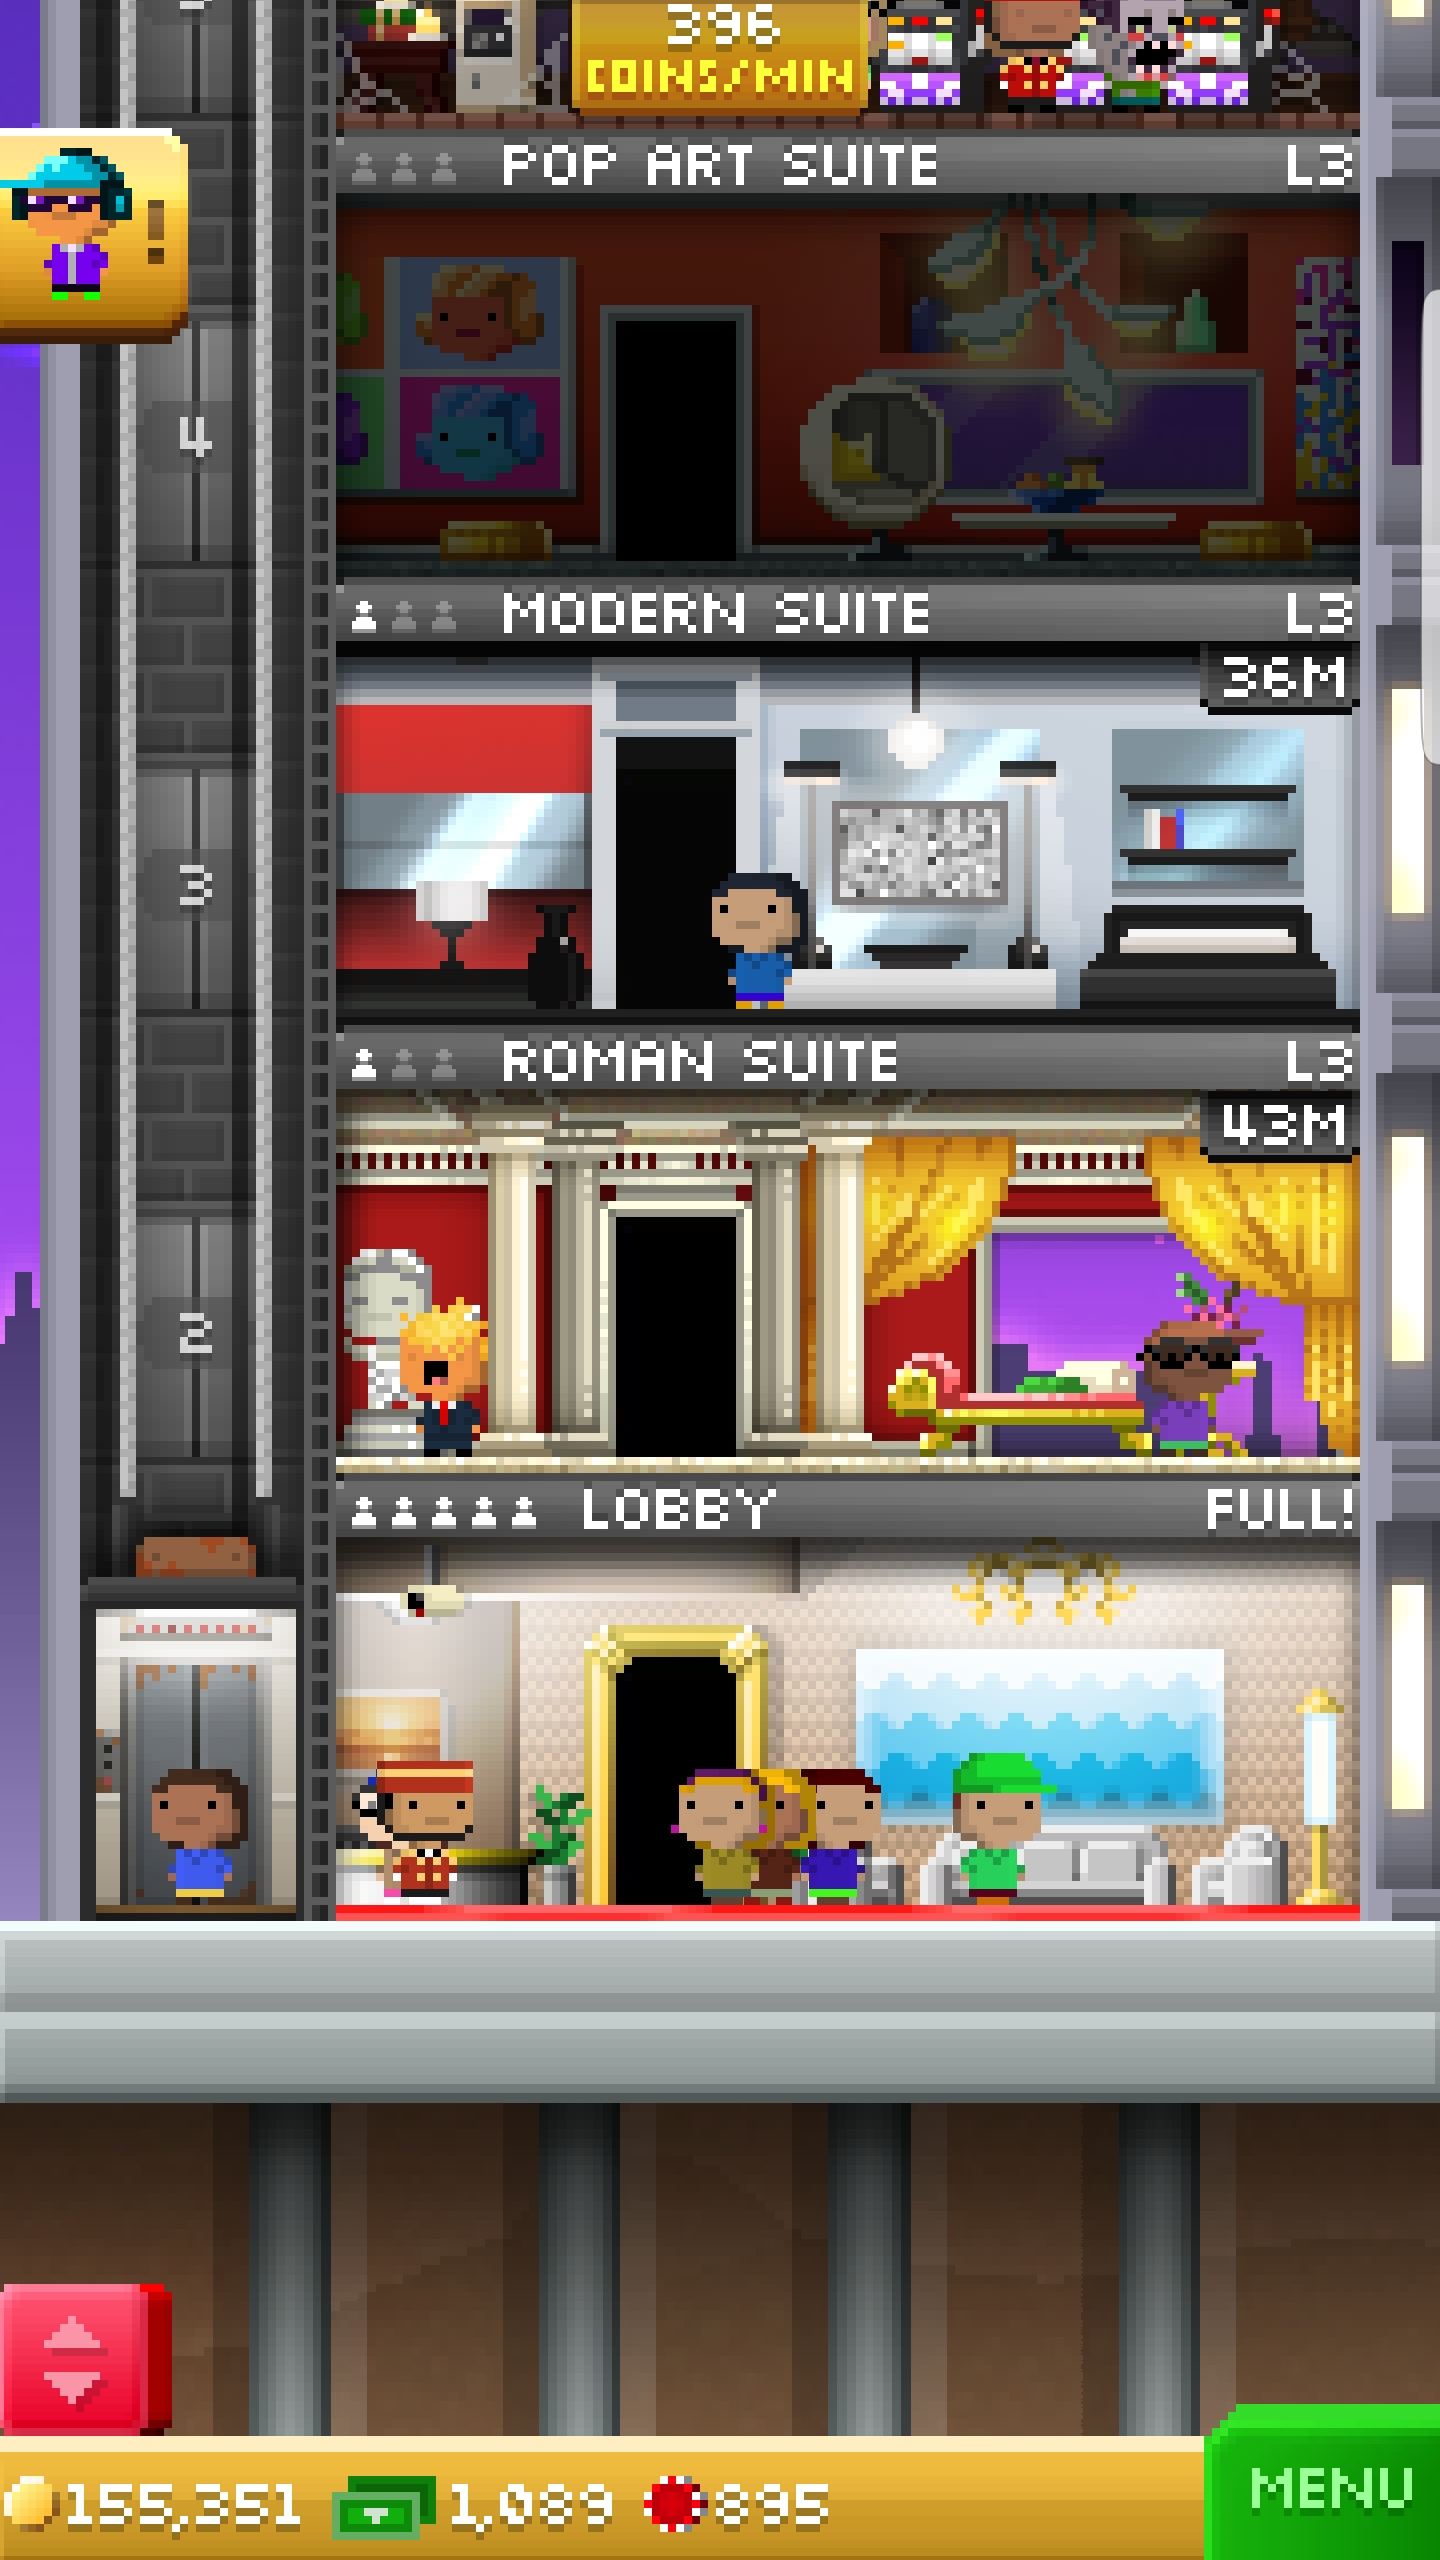 396
COINS/MIN
POP ART SUITE L3
!
4
MODERN SUITE L3
36M
3
ROMAN SUITE L3
43M
2
LOBBY FULL!
155,351 1,089 895
MENU